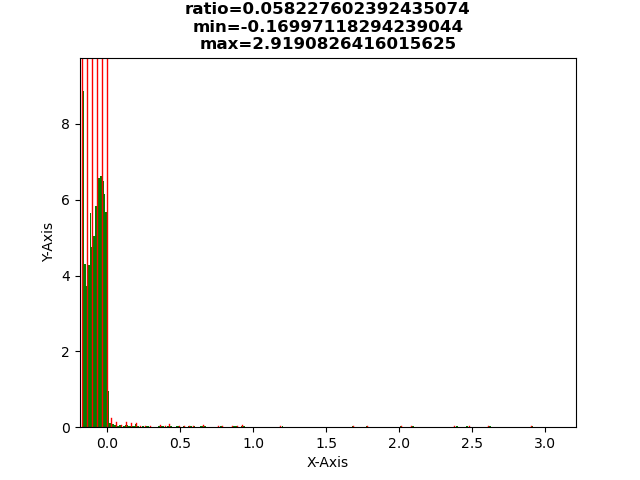 ratio=0.058227602392435074
min=-0.16997118294239044
max=2.9190826416015625
8
6
4
2
0
Y-Axis
0.0 0.5 1.0 1.5 2.0 2.5 3.0
X-Axis